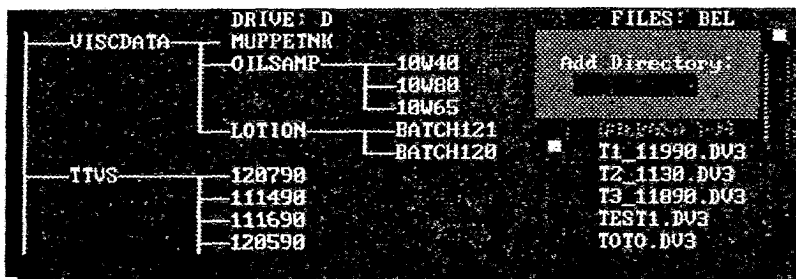 DRIVE: D FILES: BEL
VISCDATA MUPPETNK
OILSAMP 10W40 Add Directory:
10W80
10W65
LOTION BATCH121
BATCH120 T1_11990.DV3
TTVS 120790 T2_1130.DV3
111490 T3_11890.DV3
111690 TEST1.DV3
120590 TOTO.DV3